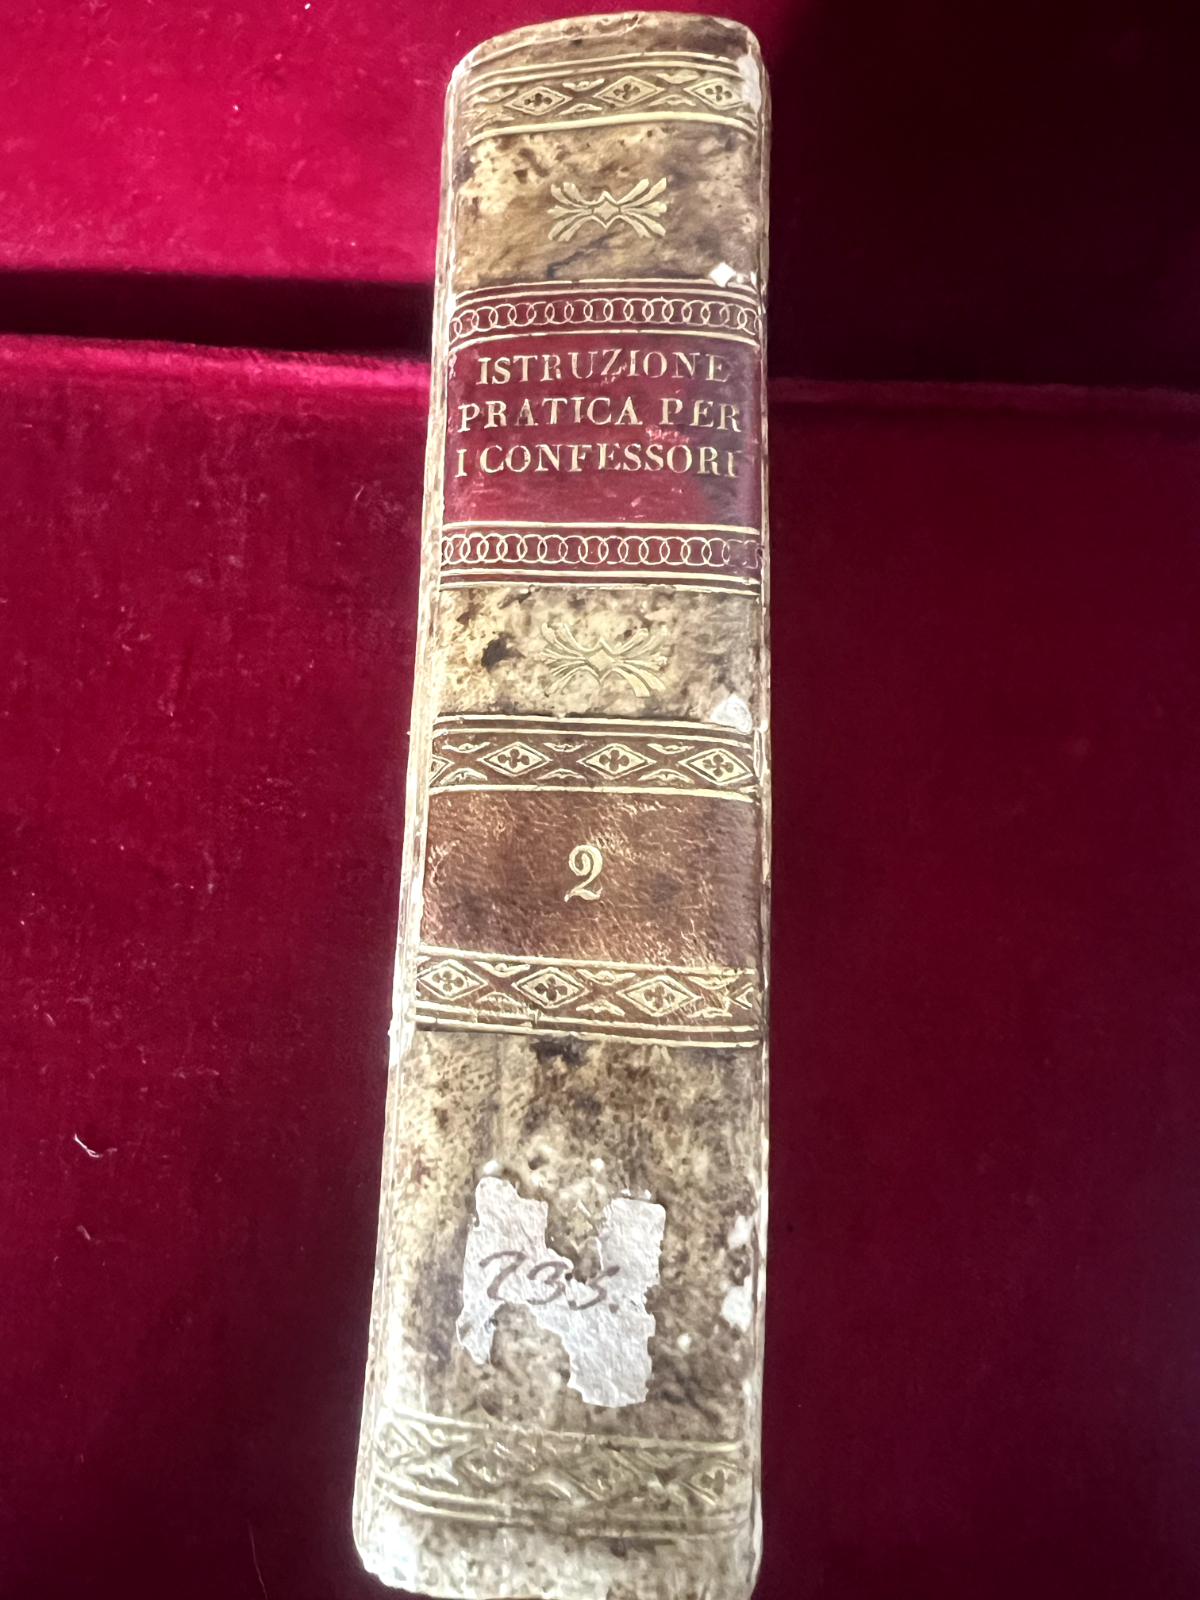 ISTRUZIONE
PRATICA PER
I CONFESSORI
2
735.